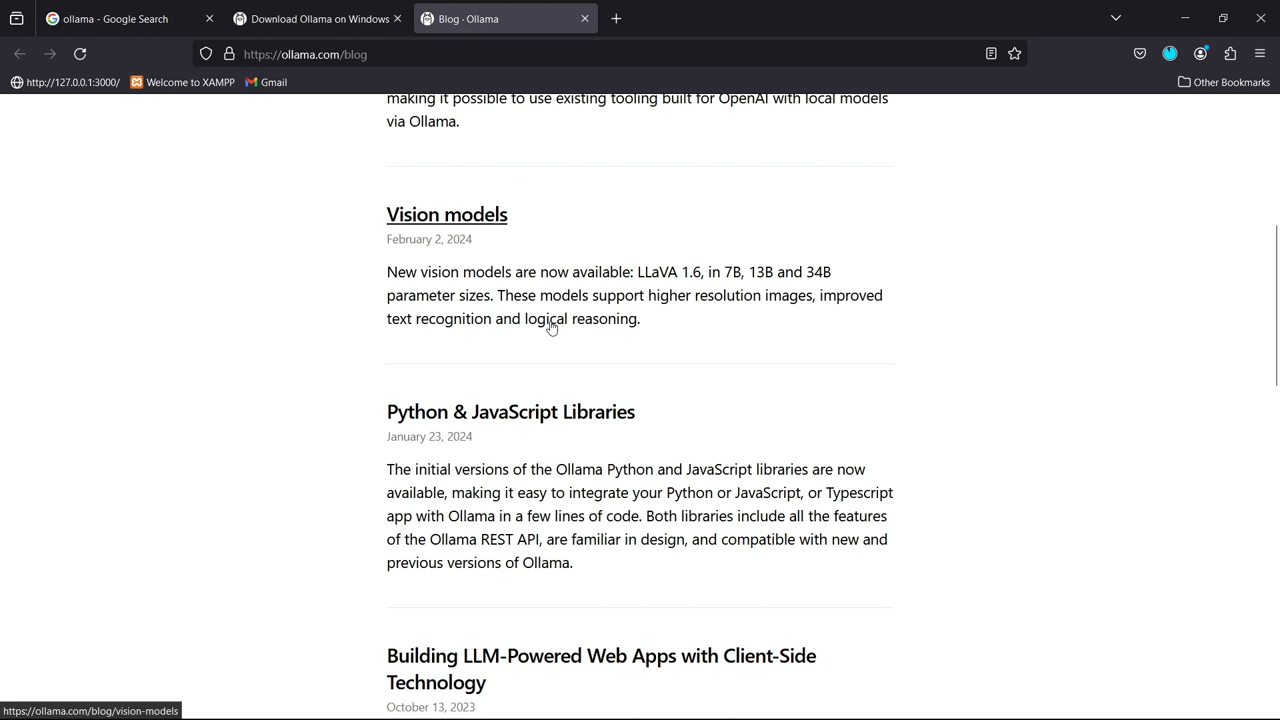 ollama - Google Search
Download Ollama on Windows
Blog · Ollama
https://ollama.com/blog
http://127.0.0.1:3000/
Welcome to XAMPP
Gmail
Other Bookmarks
making it possible to use existing tooling built for OpenAI with local models
via Ollama.
Vision models
February 2, 2024
New vision models are now available: LLaVA 1.6, in 7B, 13B and 34B
parameter sizes. These models support higher resolution images, improved
text recognition and logical reasoning.
Python & JavaScript Libraries
January 23, 2024
The initial versions of the Ollama Python and JavaScript libraries are now
available, making it easy to integrate your Python or JavaScript, or Typescript
app with Ollama in a few lines of code. Both libraries include all the features
of the Ollama REST API, are familiar in design, and compatible with new and
previous versions of Ollama.
Building LLM-Powered Web Apps with Client-Side
Technology
October 13, 2023
https://ollama.com/blog/vision-models